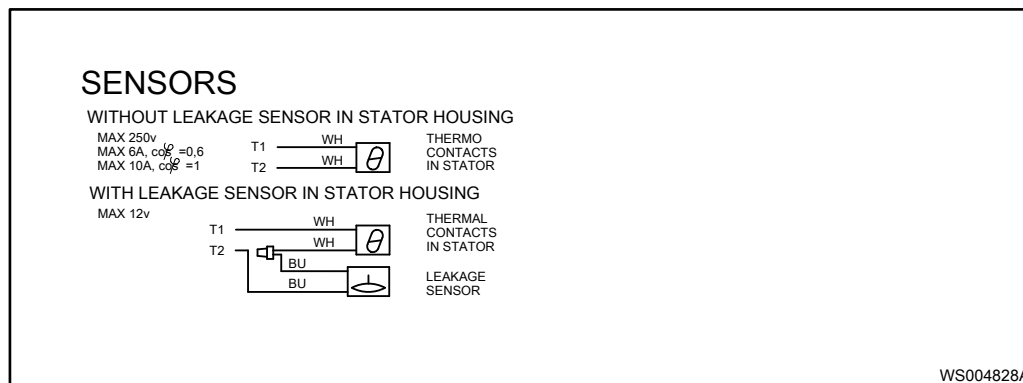 SENSORS
WITHOUT LEAKAGE SENSOR IN STATOR HOUSING
MAX 250v
MAX 6A, cos φ =0,6
MAX 10A, cos φ =1
T1 WH
T2 WH
THERMO
CONTACTS
IN STATOR
WITH LEAKAGE SENSOR IN STATOR HOUSING
MAX 12v
T1 WH
T2 WH
BU
BU
THERMAL
CONTACTS
IN STATOR
LEAKAGE
SENSOR
WS004828A